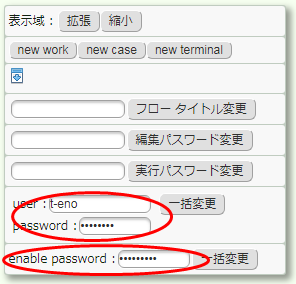 表示域： 拡張 縮小
new work new case new terminal
フロー タイトル変更
編集パスワード変更
実行パスワード変更
user : t-eno 一括変更
password : ••••••••
enable password : ••••••••• 一括変更